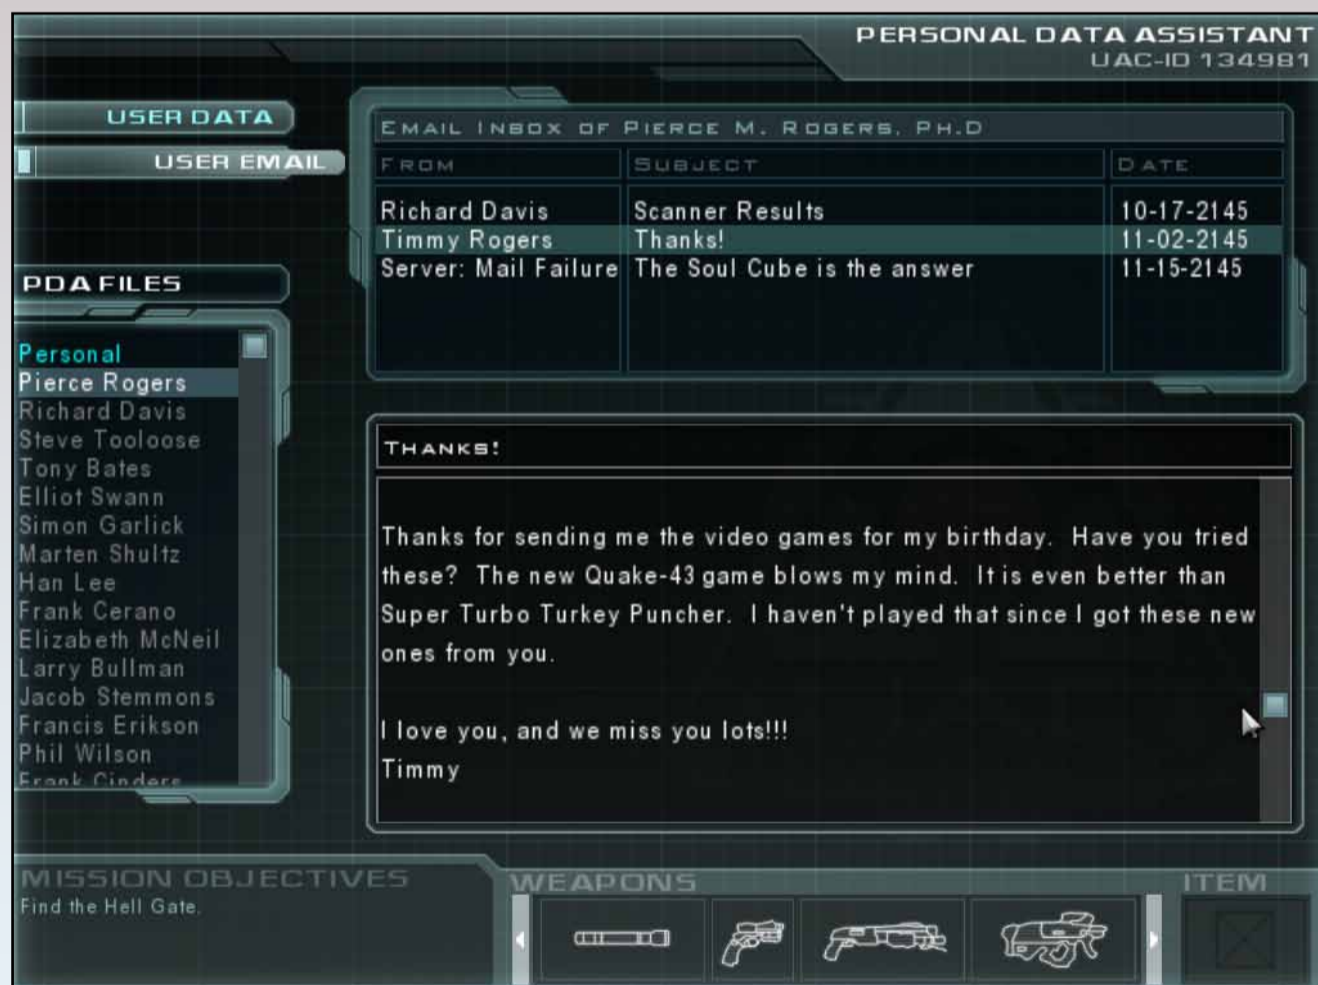 PERSONAL DATA ASSISTANT
UAC-ID 134981
USER DATA
USER EMAIL
EMAIL INBOX OF PIERCE M. ROGERS, PH.D
FROM SUBJECT DATE
Richard Davis Scanner Results 10-17-2145
Timmy Rogers Thanks! 11-02-2145
Server: Mail Failure The Soul Cube is the answer 11-15-2145
PDA FILES
Personal
Pierce Rogers
Richard Davis
Steve Tooloose
Tony Bates
Elliot Swann
Simon Garlick
Marten Shultz
Han Lee
Frank Cerano
Elizabeth McNeil
Larry Bullman
Jacob Stemmons
Francis Erikson
Phil Wilson
Frank Cinders
THANKS!
Thanks for sending me the video games for my birthday. Have you tried
these? The new Quake-43 game blows my mind. It is even better than
Super Turbo Turkey Puncher. I haven't played that since I got these new
ones from you.
I love you, and we miss you lots!!!
Timmy
MISSION OBJECTIVES
Find the Hell Gate.
WEAPONS
ITEM